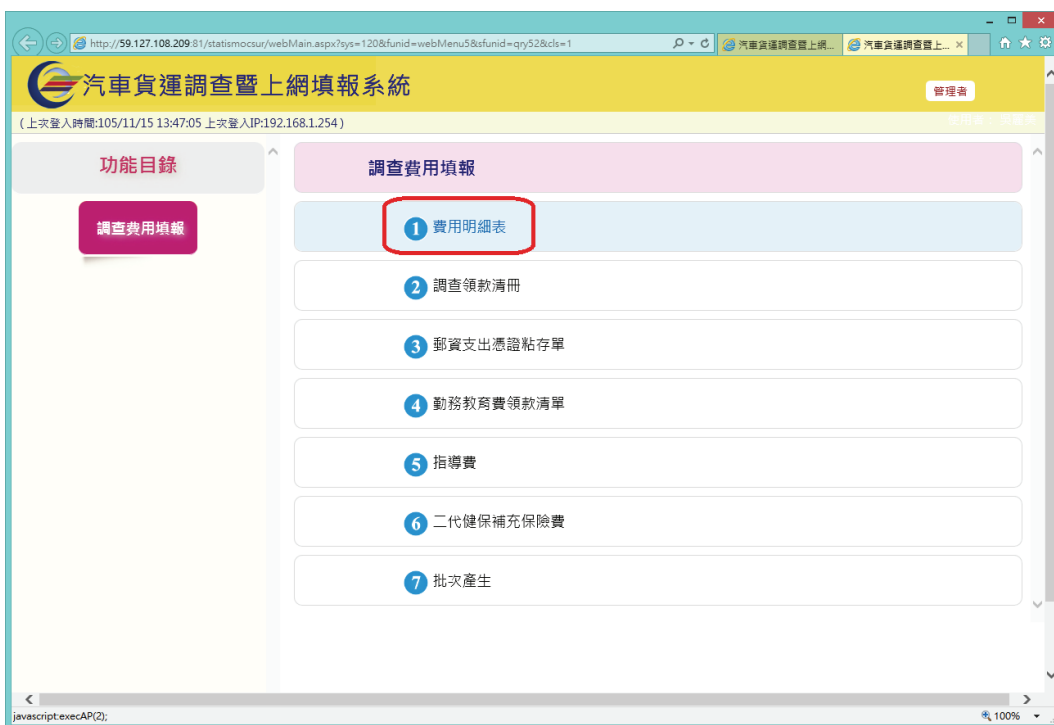 http://59.127.108.209:81/statismocsur/webMain.aspx?sys=120&funid=webMenu5&sfunid=qry52&cls=1
汽車貨運調查暨上網...
汽車貨運調查暨上...
汽車貨運調查暨上網填報系統
管理者
(上次登入時間:105/11/15 13:47:05 上次登入IP:192.168.1.254)
功能目錄
調查費用填報
調查費用填報
1 費用明細表
2 調查領款清冊
3 郵資支出憑證粘存單
4 勤務教育費領款清單
5 指導費
6 二代健保補充保險費
7 批次產生
javascript:execAP(2);
100%